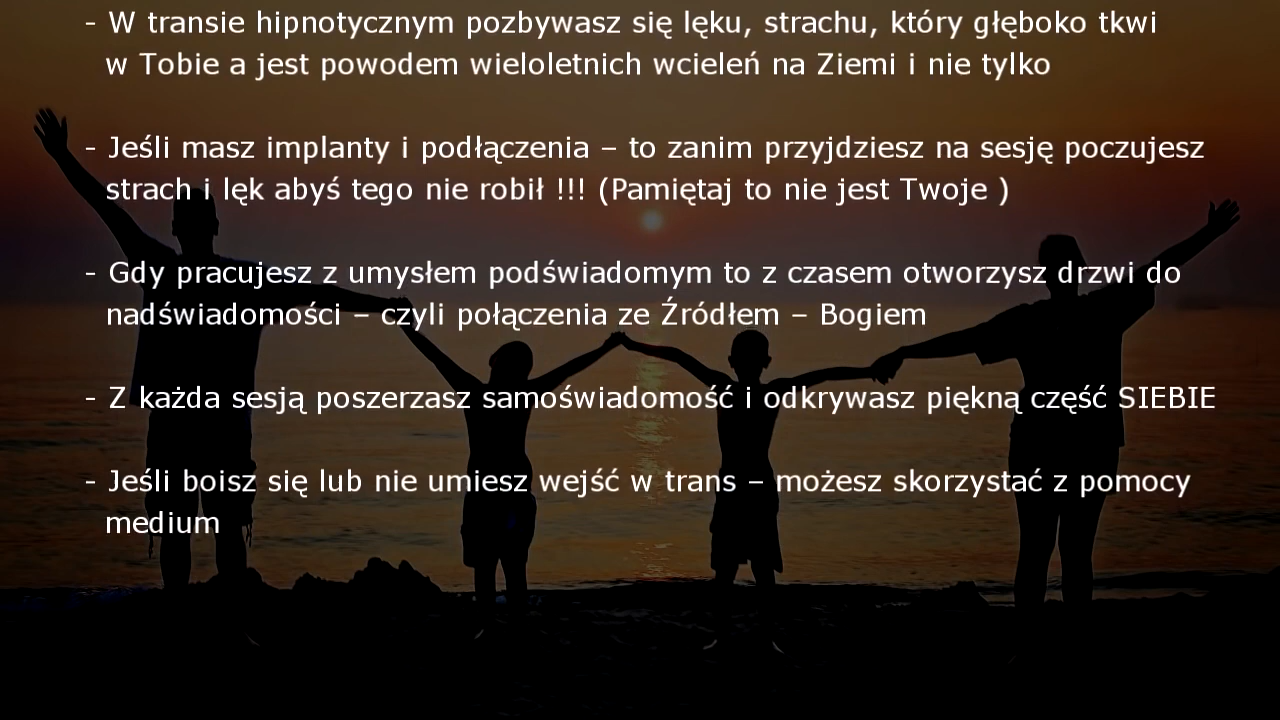 - W transie hipnotycznym pozbywasz się lęku, strachu, który głęboko tkwi
w Tobie a jest powodem wieloletnich wcieleń na Ziemi i nie tylko
- Jeśli masz implanty i podłączenia – to zanim przyjdziesz na sesję poczujesz
strach i lęk abyś tego nie robił !!! (Pamiętaj to nie jest Twoje )
- Gdy pracujesz z umysłem podświadomym to z czasem otworzysz drzwi do
nadświadomości – czyli połączenia ze Źródłem – Bogiem
- Z każda sesją poszerzasz samoświadomość i odkrywasz piękną część SIEBIE
- Jeśli boisz się lub nie umiesz wejść w trans – możesz skorzystać z pomocy
medium